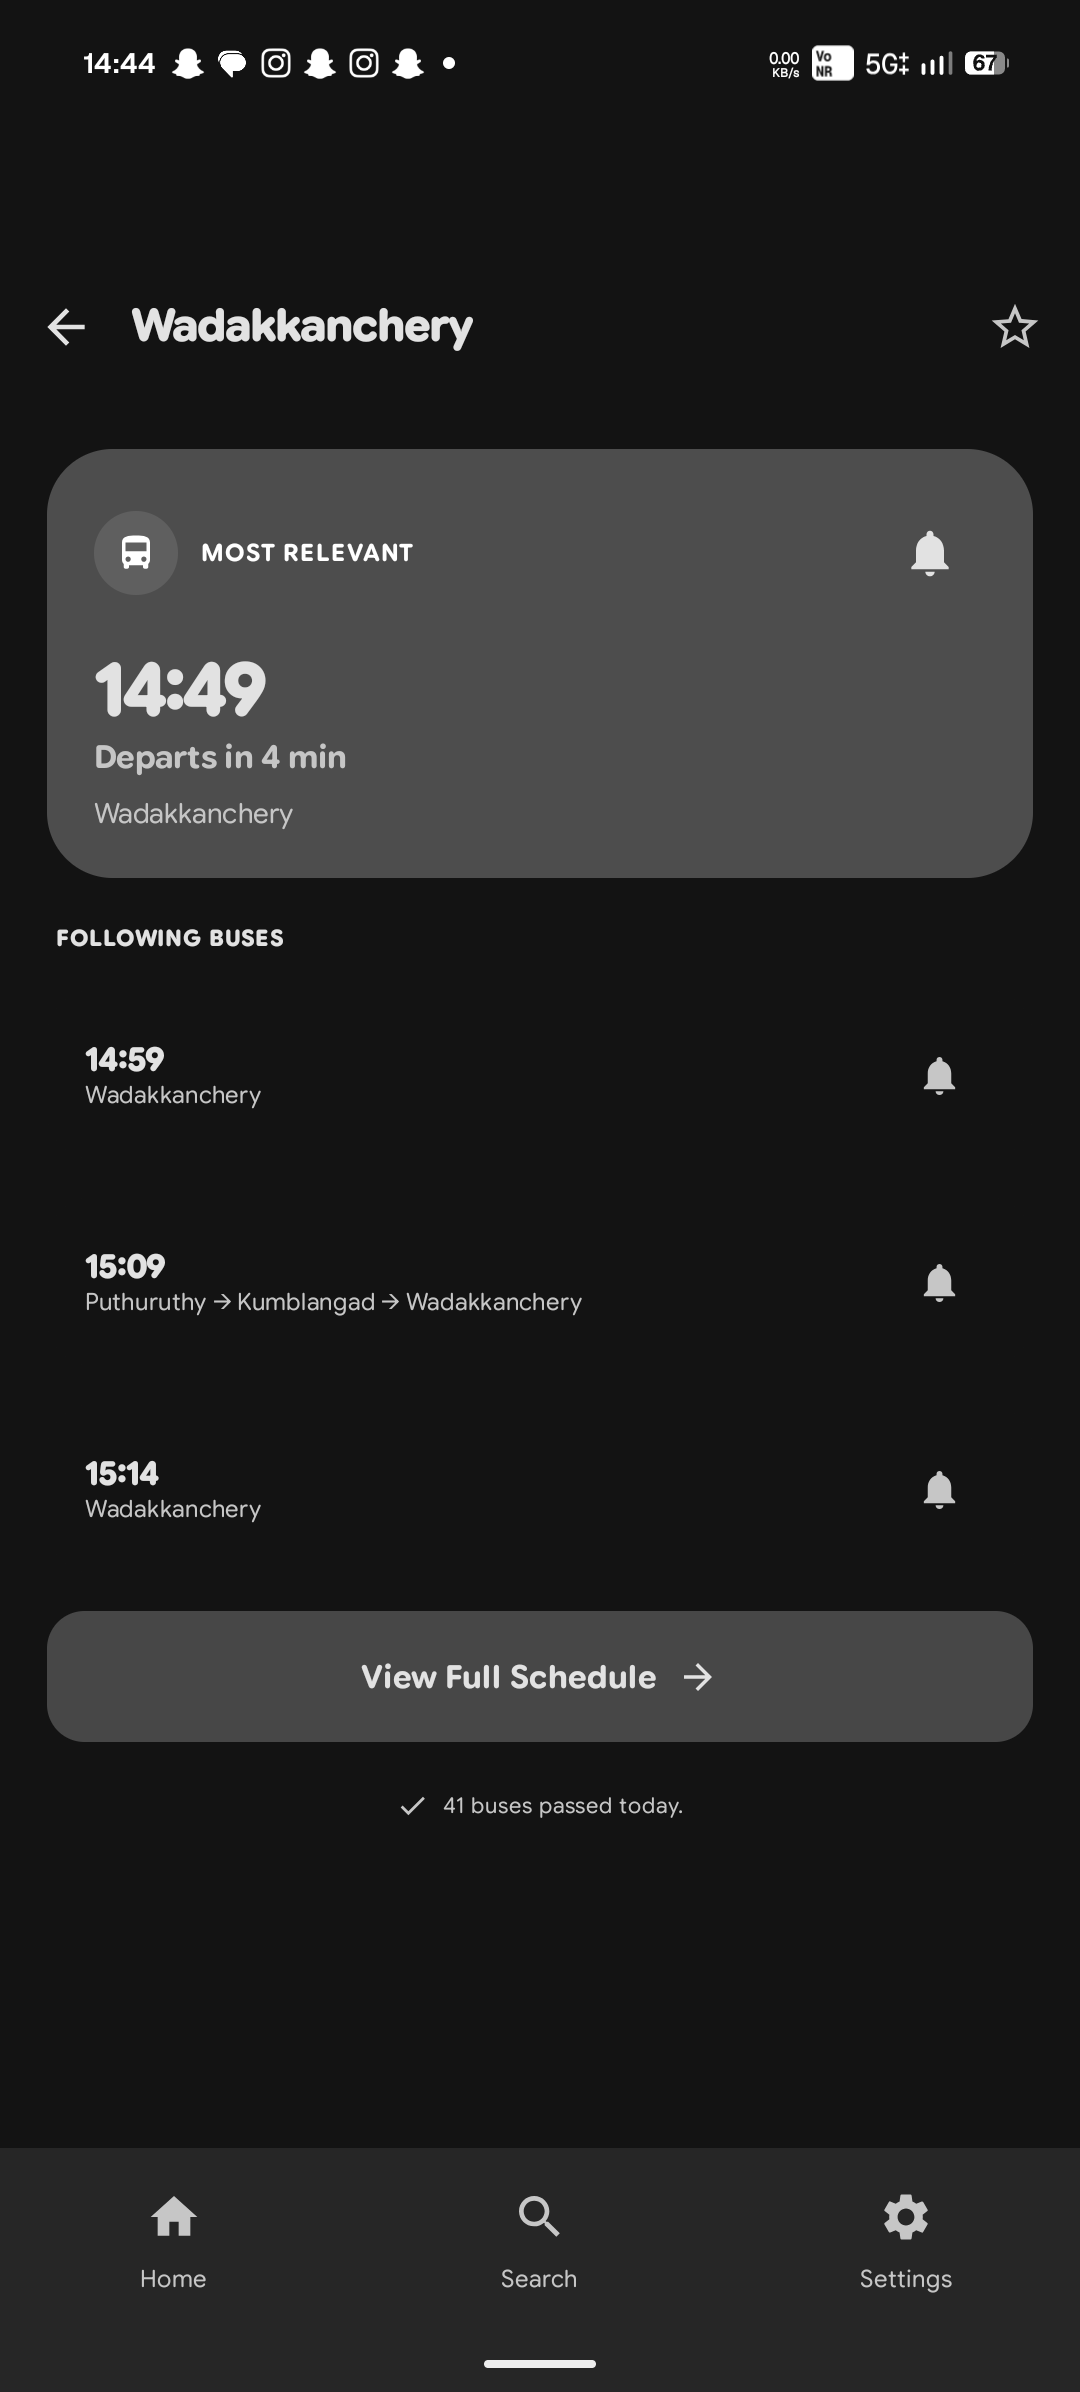 14:44
0.00 KB/s
Vo NR
5G
67
Wadakkanchery
MOST RELEVANT
14:49
Departs in 4 min
Wadakkanchery
FOLLOWING BUSES
14:59
Wadakkanchery
15:09
Puthuruthy → Kumblangad → Wadakkanchery
15:14
Wadakkanchery
View Full Schedule →
41 buses passed today.
Home
Search
Settings